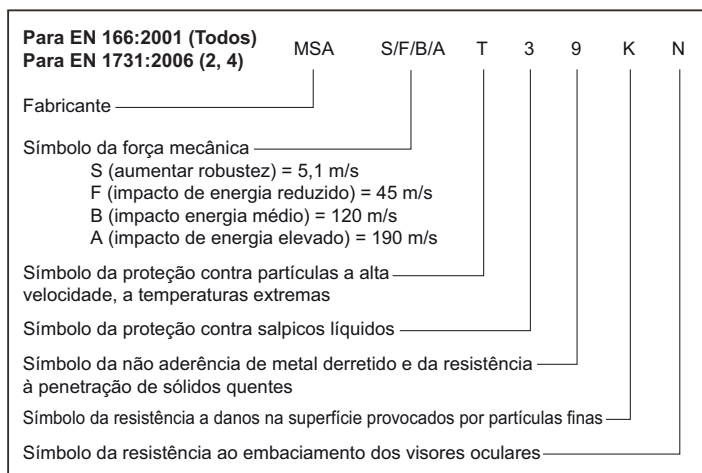 Para EN 166:2001 (Todos)
Para EN 1731:2006 (2, 4)
MSA S/F/B/A T 3 9 K N
Fabricante
Símbolo da força mecânica
S (aumentar robustez) = 5,1 m/s
F (impacto de energia reduzido) = 45 m/s
B (impacto energia médio) = 120 m/s
A (impacto de energia elevado) = 190 m/s
Símbolo da proteção contra partículas a alta
velocidade, a temperaturas extremas
Símbolo da proteção contra salpicos líquidos
Símbolo da não aderência de metal derretido e da resistência
à penetração de sólidos quentes
Símbolo da resistência a danos na superfície provocados por partículas finas
Símbolo da resistência ao embaciamento dos visores oculares